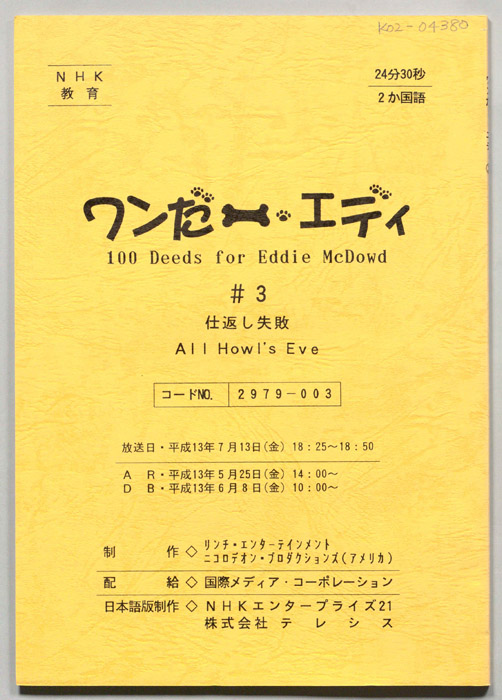 K02-04380
NHK
教育
24分30秒
2か国語
ワンだー・エディ
100 Deeds for Eddie McDowd
#3
仕返し失敗
All Howl's Eve
コードNO. 2979-003
放送日・平成13年7月13日(金) 18:25~18:50
AR・平成13年5月25日(金) 14:00~
DB・平成13年6月8日(金) 10:00~
制作◇リンチ・エンターテインメント
ニコロデオン・プロダクションズ(アメリカ)
配給◇国際メディア・コーポレーション
日本語版制作◇NHKエンタープライズ21
株式会社テレシス